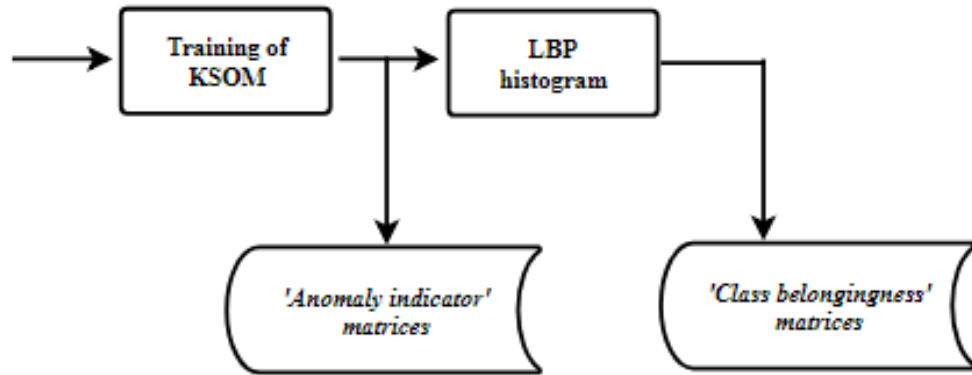 Training of
KSOM
LBP
histogram
'Anomaly indicator'
matrices
'Class belongingness'
matrices